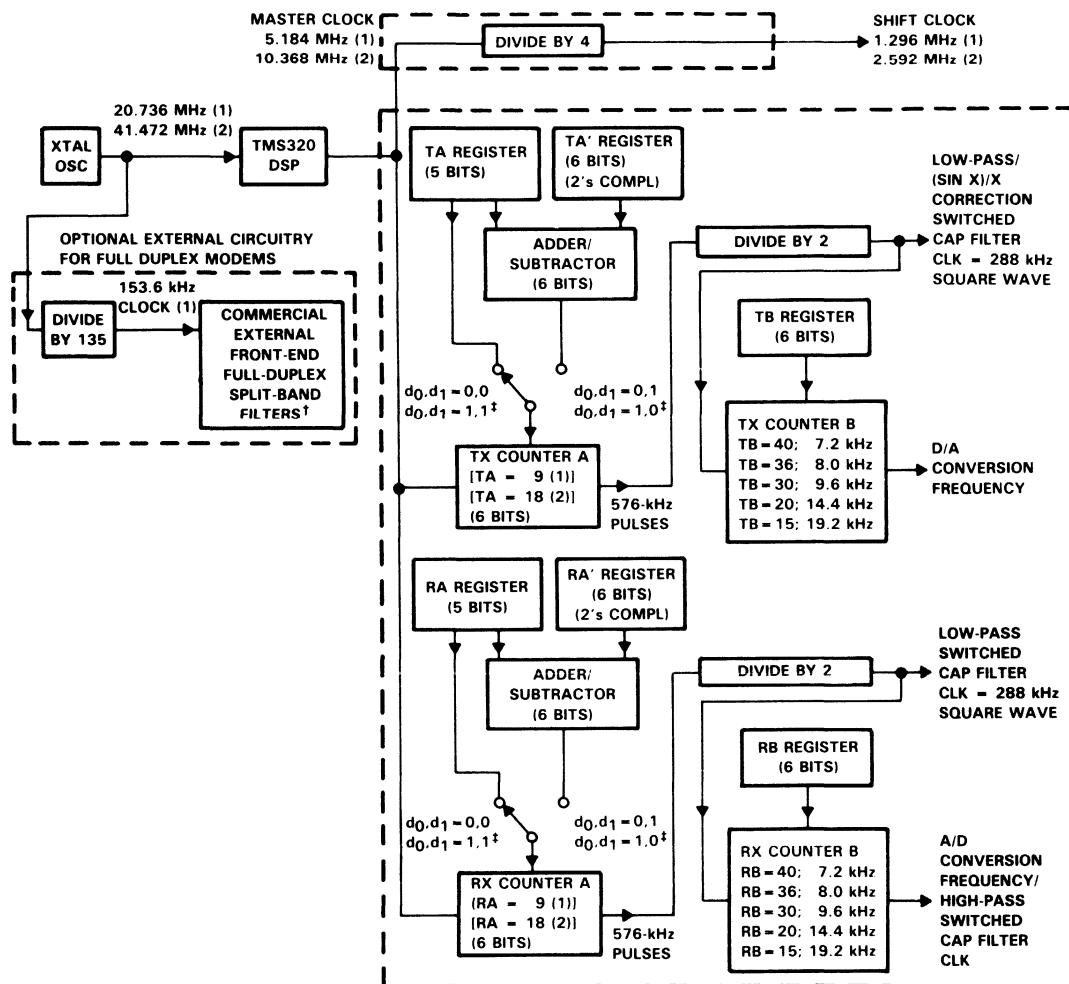 MASTER CLOCK
5.184 MHz (1)
10.368 MHz (2)
DIVIDE BY 4
SHIFT CLOCK
1.296 MHz (1)
2.592 MHz (2)
20.736 MHz (1)
41.472 MHz (2)
XTAL
OSC
TMS320
DSP
TA REGISTER
(5 BITS)
TA' REGISTER
(6 BITS)
(2's COMPL)
ADDER/
SUBTRACTOR
(6 BITS)
DIVIDE BY 2
LOW-PASS/
(SIN X)/X
CORRECTION
SWITCHED
CAP FILTER
CLK = 288 kHz
SQUARE WAVE
OPTIONAL EXTERNAL CIRCUITRY
FOR FULL DUPLEX MODEMS
153.6 kHz
CLOCK (1)
DIVIDE
BY 135
COMMERCIAL
EXTERNAL
FRONT-END
FULL-DUPLEX
SPLIT-BAND
FILTERS†
TB REGISTER
(6 BITS)
d0,d1=0,0
d0,d1=1,1‡
d0,d1=0,1
d0,d1=1,0‡
TX COUNTER A
[TA = 9 (1)]
[TA = 18 (2)]
(6 BITS)
576-kHz
PULSES
TX COUNTER B
TB=40; 7.2 kHz
TB=36; 8.0 kHz
TB=30; 9.6 kHz
TB=20; 14.4 kHz
TB=15; 19.2 kHz
D/A
CONVERSION
FREQUENCY
RA REGISTER
(5 BITS)
RA' REGISTER
(6 BITS)
(2's COMPL)
ADDER/
SUBTRACTOR
(6 BITS)
DIVIDE BY 2
LOW-PASS
SWITCHED
CAP FILTER
CLK = 288 kHz
SQUARE WAVE
RB REGISTER
(6 BITS)
d0,d1=0,0
d0,d1=1,1‡
d0,d1=0,1
d0,d1=1,0‡
RX COUNTER A
(RA = 9 (1)]
[RA = 18 (2)]
(6 BITS)
576-kHz
PULSES
RX COUNTER B
RB=40; 7.2 kHz
RB=36; 8.0 kHz
RB=30; 9.6 kHz
RB=20; 14.4 kHz
RB=15; 19.2 kHz
A/D
CONVERSION
FREQUENCY/
HIGH-PASS
SWITCHED
CAP FILTER
CLK